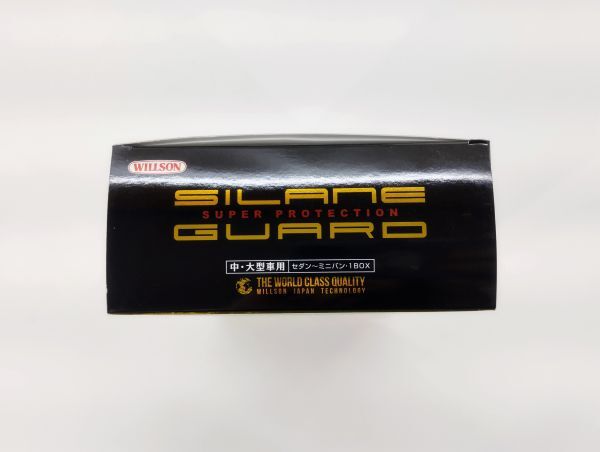 WILLSON
SILANE
SUPER PROTECTION
GUARD
中・大型車用 セダン〜ミニバン・1BOX
THE WORLD CLASS QUALITY
WILLSON JAPAN TECHNOLOGY